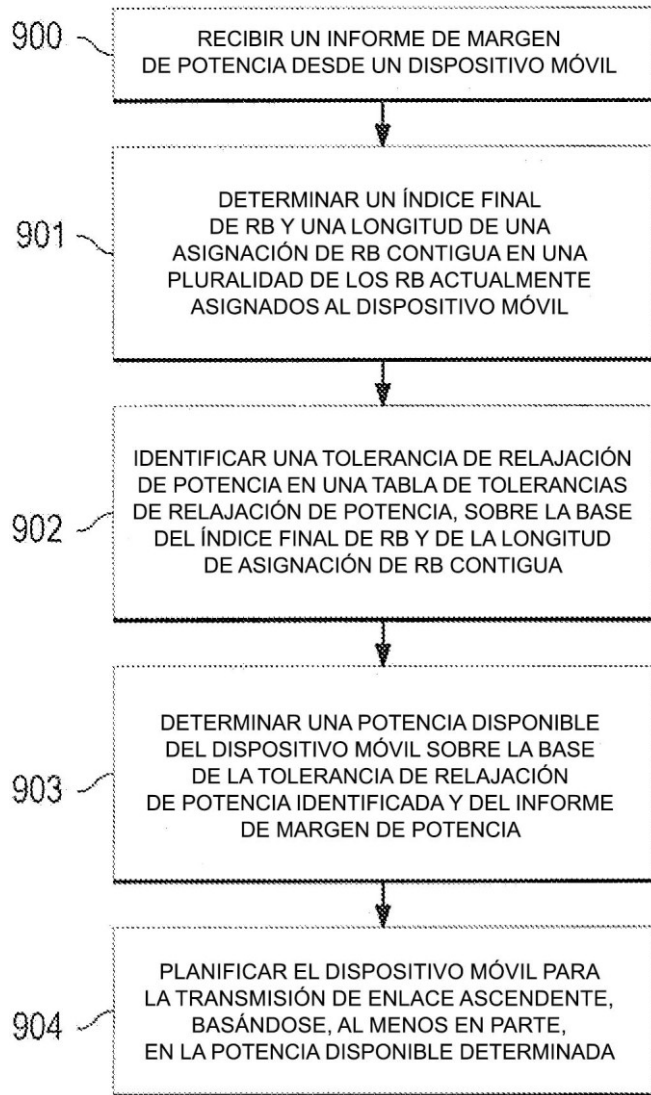 900
RECIBIR UN INFORME DE MARGEN
DE POTENCIA DESDE UN DISPOSITIVO MÓVIL
901
DETERMINAR UN ÍNDICE FINAL
DE RB Y UNA LONGITUD DE UNA
ASIGNACIÓN DE RB CONTIGUA EN UNA
PLURALIDAD DE LOS RB ACTUALMENTE
ASIGNADOS AL DISPOSITIVO MÓVIL
902
IDENTIFICAR UNA TOLERANCIA DE RELAJACIÓN
DE POTENCIA EN UNA TABLA DE TOLERANCIAS
DE RELAJACIÓN DE POTENCIA, SOBRE LA BASE
DEL ÍNDICE FINAL DE RB Y DE LA LONGITUD
DE ASIGNACIÓN DE RB CONTIGUA
903
DETERMINAR UNA POTENCIA DISPONIBLE
DEL DISPOSITIVO MÓVIL SOBRE LA BASE
DE LA TOLERANCIA DE RELAJACIÓN
DE POTENCIA IDENTIFICADA Y DEL INFORME
DE MARGEN DE POTENCIA
904
PLANIFICAR EL DISPOSITIVO MÓVIL PARA
LA TRANSMISIÓN DE ENLACE ASCENDENTE,
BASÁNDOSE, AL MENOS EN PARTE,
EN LA POTENCIA DISPONIBLE DETERMINADA